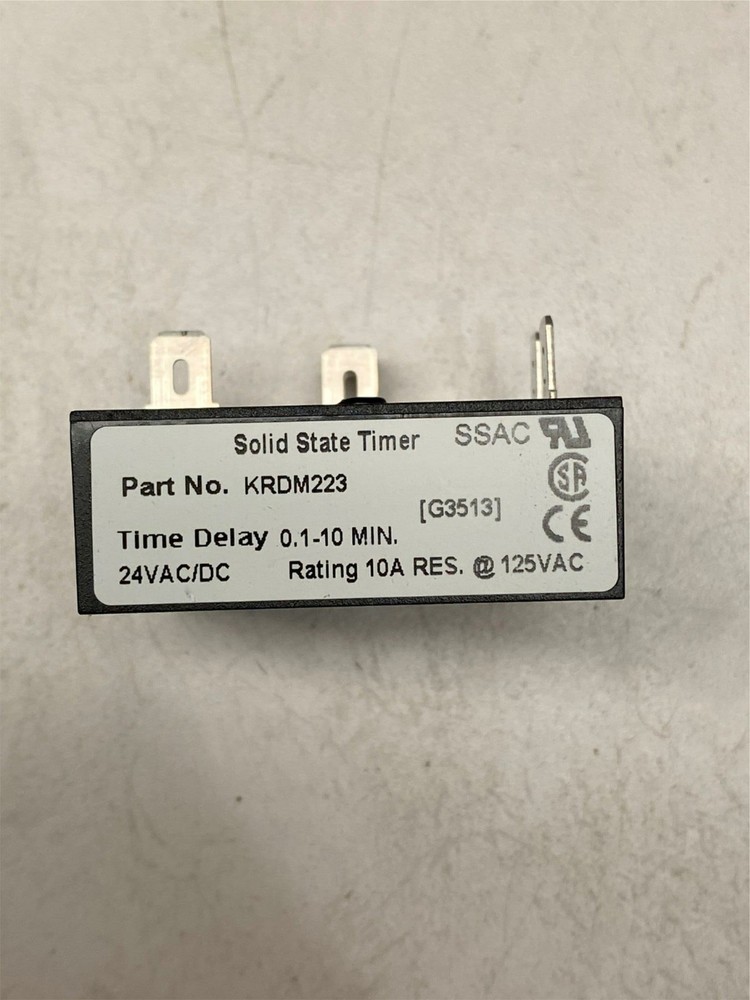 Solid State Timer SSAC
Part No. KRDM223
[G3513]
Time Delay 0.1-10 MIN.
24VAC/DC Rating 10A RES. @ 125VAC